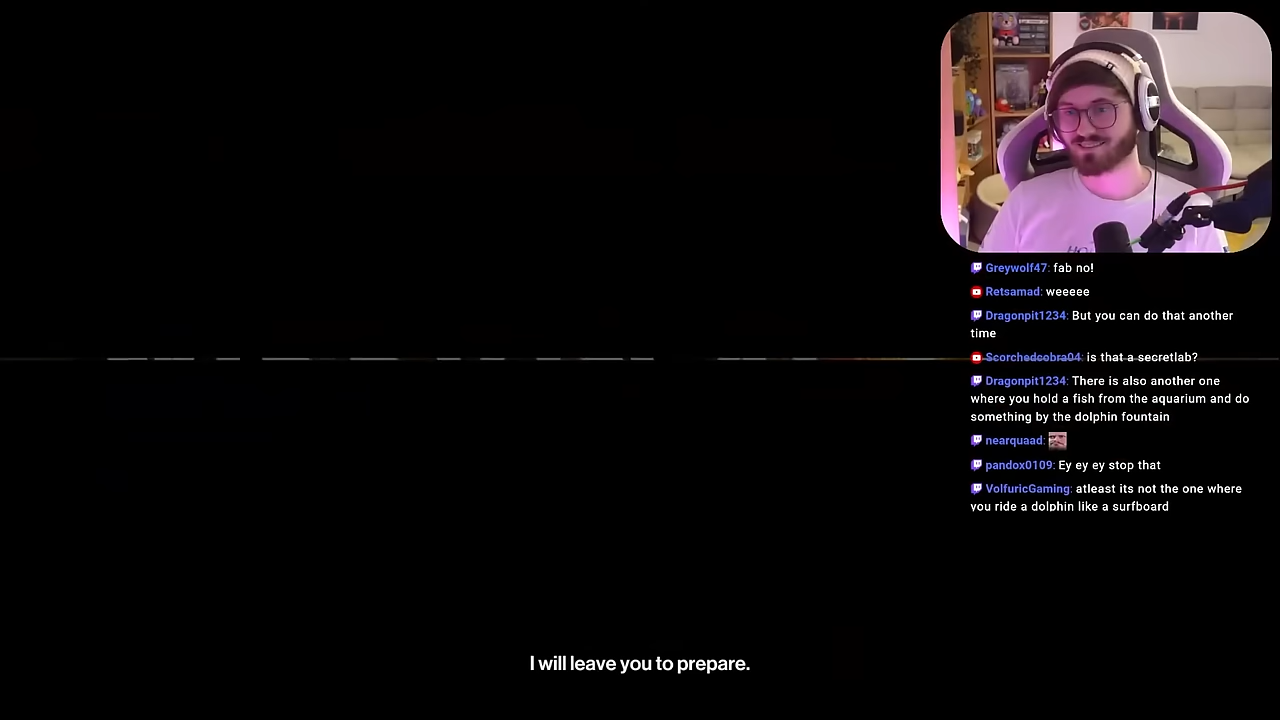 Greywolf47: fab no!
Retsamad: weeeee
Dragonpit1234: But you can do that another
time
Scorchedcobra04: is that a secretlab?
Dragonpit1234: There is also another one
where you hold a fish from the aquarium and do
something by the dolphin fountain
nearquaad:
pandox0109: Ey ey ey stop that
VolfuricGaming: atleast its not the one where
you ride a dolphin like a surfboard
I will leave you to prepare.